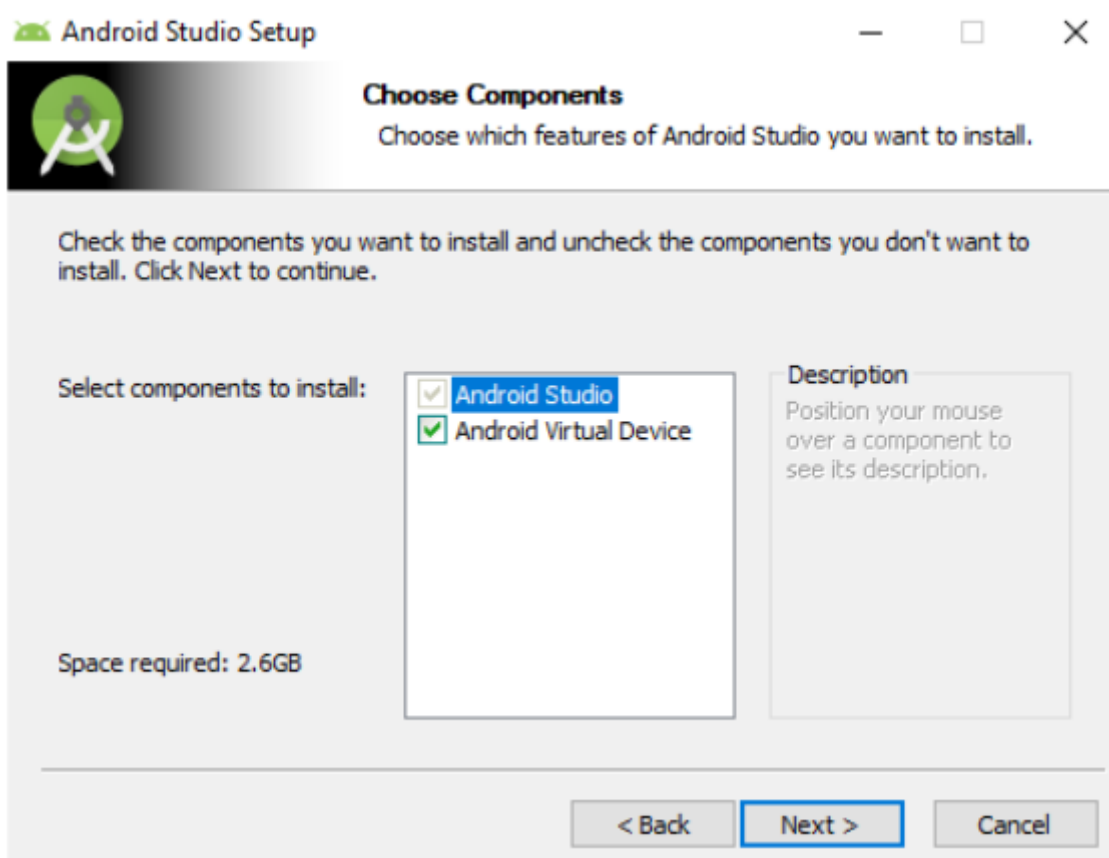 Android Studio Setup
Choose Components
Choose which features of Android Studio you want to install.
Check the components you want to install and uncheck the components you don't want to
install. Click Next to continue.
Select components to install:
Android Studio
Android Virtual Device
Description
Position your mouse
over a component to
see its description.
Space required: 2.6GB
< Back
Next >
Cancel